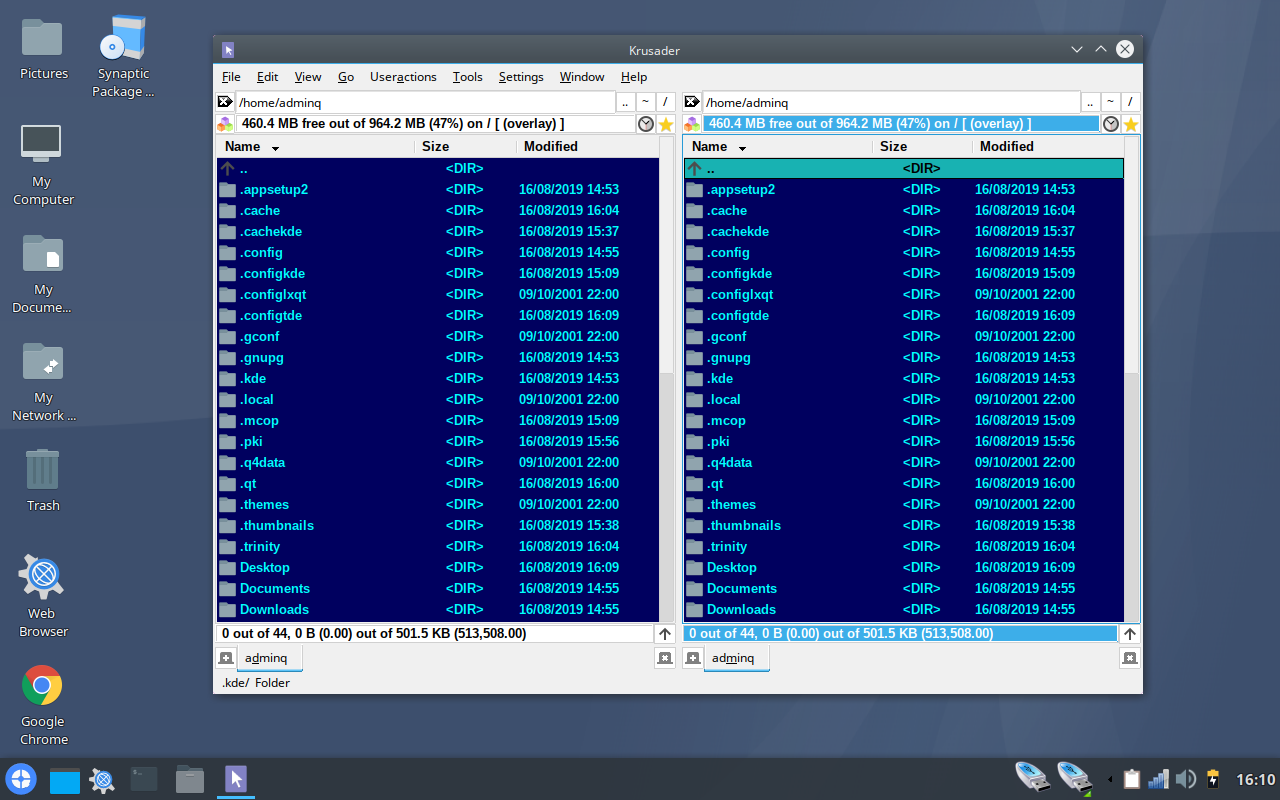 Pictures
Synaptic
Package ...
My
Computer
My
Docume...
My
Network ...
Trash
Web
Browser
Google
Chrome
Krusader
File Edit View Go Useractions Tools Settings Window Help
/home/adminq .. ~ / /home/adminq .. ~ /
460.4 MB free out of 964.2 MB (47%) on / [ (overlay) ] 460.4 MB free out of 964.2 MB (47%) on / [ (overlay) ]
Name Size Modified Name Size Modified
.. <DIR> .. <DIR>
.appsetup2 <DIR> 16/08/2019 14:53 .appsetup2 <DIR> 16/08/2019 14:53
.cache <DIR> 16/08/2019 16:04 .cache <DIR> 16/08/2019 16:04
.cachekde <DIR> 16/08/2019 15:37 .cachekde <DIR> 16/08/2019 15:37
.config <DIR> 16/08/2019 14:55 .config <DIR> 16/08/2019 14:55
.configkde <DIR> 16/08/2019 15:09 .configkde <DIR> 16/08/2019 15:09
.configlxqt <DIR> 09/10/2001 22:00 .configlxqt <DIR> 09/10/2001 22:00
.configtde <DIR> 16/08/2019 16:09 .configtde <DIR> 16/08/2019 16:09
.gconf <DIR> 09/10/2001 22:00 .gconf <DIR> 09/10/2001 22:00
.gnupg <DIR> 16/08/2019 14:53 .gnupg <DIR> 16/08/2019 14:53
.kde <DIR> 16/08/2019 14:53 .kde <DIR> 16/08/2019 14:53
.local <DIR> 09/10/2001 22:00 .local <DIR> 09/10/2001 22:00
.mcop <DIR> 16/08/2019 15:09 .mcop <DIR> 16/08/2019 15:09
.pki <DIR> 16/08/2019 15:56 .pki <DIR> 16/08/2019 15:56
.q4data <DIR> 09/10/2001 22:00 .q4data <DIR> 09/10/2001 22:00
.qt <DIR> 16/08/2019 16:00 .qt <DIR> 16/08/2019 16:00
.themes <DIR> 09/10/2001 22:00 .themes <DIR> 09/10/2001 22:00
.thumbnails <DIR> 16/08/2019 15:38 .thumbnails <DIR> 16/08/2019 15:38
.trinity <DIR> 16/08/2019 16:04 .trinity <DIR> 16/08/2019 16:04
Desktop <DIR> 16/08/2019 16:09 Desktop <DIR> 16/08/2019 16:09
Documents <DIR> 16/08/2019 14:55 Documents <DIR> 16/08/2019 14:55
Downloads <DIR> 16/08/2019 14:55 Downloads <DIR> 16/08/2019 14:55
0 out of 44, 0 B (0.00) out of 501.5 KB (513,508.00) 0 out of 44, 0 B (0.00) out of 501.5 KB (513,508.00)
adminq adminq
.kde/ Folder
16:10